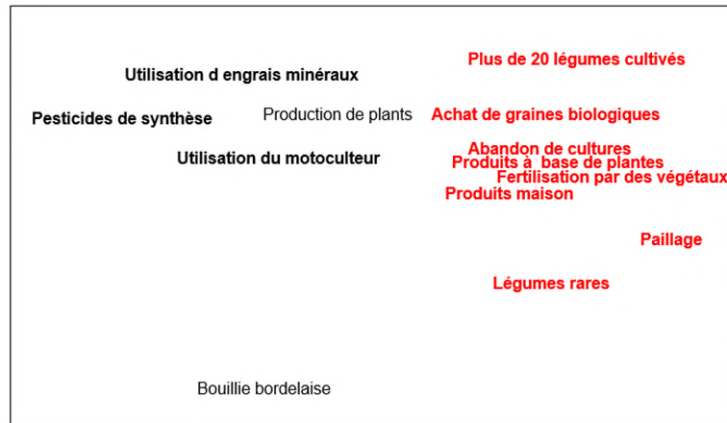 Plus de 20 légumes cultivés
Utilisation d engrais minéraux
Pesticides de synthèse
Production de plants
Achat de graines biologiques
Utilisation du motoculteur
Abandon de cultures
Produits à base de plantes
Fertilisation par des végétaux
Produits maison
Paillage
Légumes rares
Bouillie bordelaise